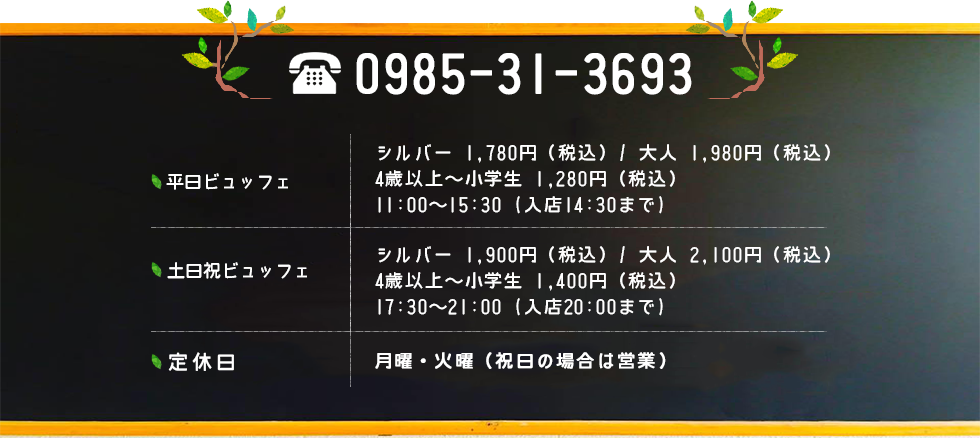 0985-31-3693
平日ビュッフェ
シルバー 1,780円（税込）/ 大人 1,980円（税込）
4歳以上～小学生 1,280円（税込）
11:00～15:30（入店14:30まで）
土日祝ビュッフェ
シルバー 1,900円（税込）/ 大人 2,100円（税込）
4歳以上～小学生 1,400円（税込）
17:30～21:00（入店20:00まで）
定休日
月曜・火曜（祝日の場合は営業）